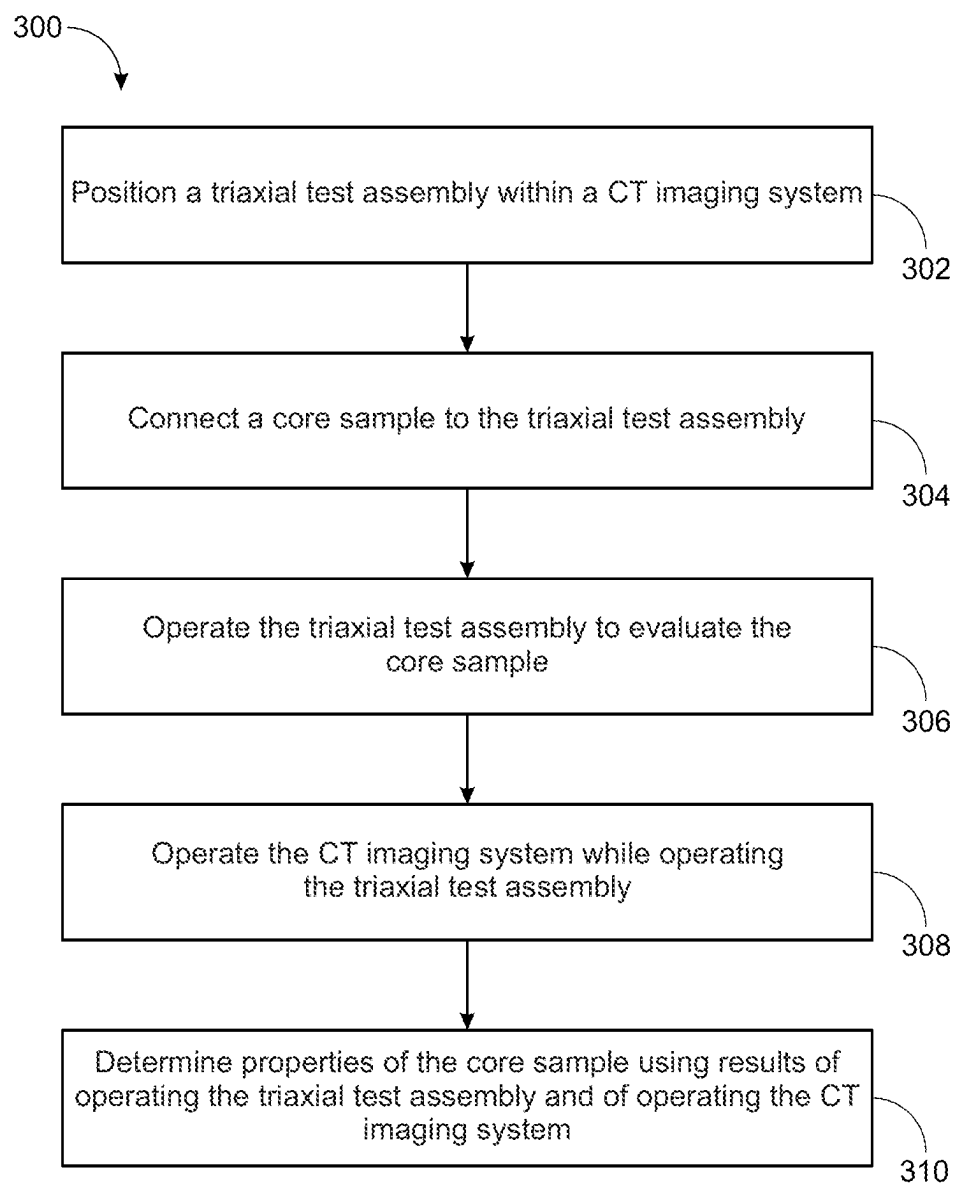 300
Position a triaxial test assembly within a CT imaging system
302
Connect a core sample to the triaxial test assembly
304
Operate the triaxial test assembly to evaluate the
core sample
306
Operate the CT imaging system while operating
the triaxial test assembly
308
Determine properties of the core sample using results of
operating the triaxial test assembly and of operating the CT
imaging system
310